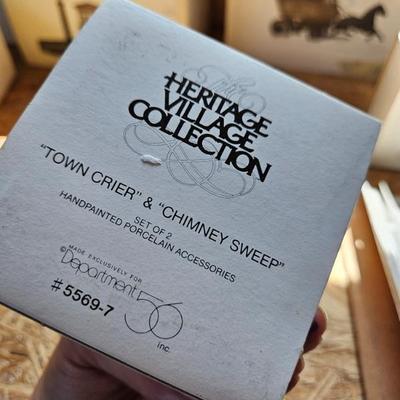 The
HERITAGE
VILLAGE
COLLECTION
"TOWN CRIER" & "CHIMNEY SWEEP"
SET OF 2
HANDPAINTED PORCELAIN ACCESSORIES
MADE EXCLUSIVELY FOR
©Department 56 inc.
#5569-7